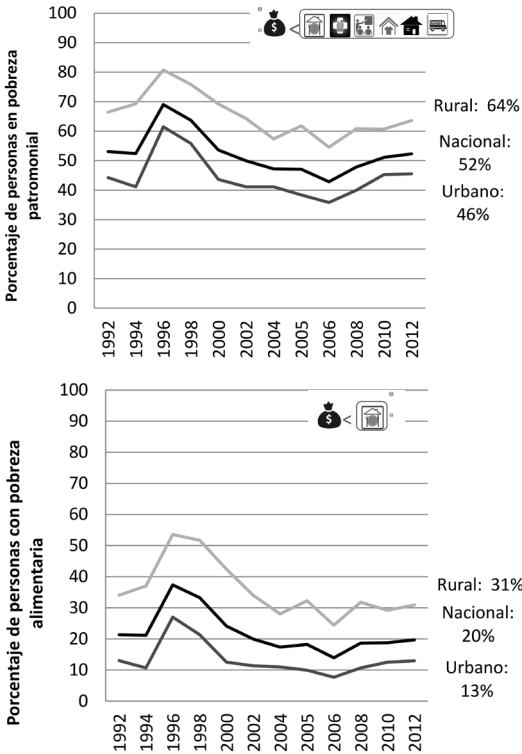 Porcentaje de personas en pobreza
patromonial
100
90
80
70
60
50
40
30
20
10
0
1992 1994 1996 1998 2000 2002 2004 2005 2006 2008 2010 2012
$
Rural: 64%
Nacional:
52%
Urbano:
46%
Porcentaje de personas con pobreza
alimentaria
100
90
80
70
60
50
40
30
20
10
0
1992 1994 1996 1998 2000 2002 2004 2005 2006 2008 2010 2012
$ <
Rural: 31%
Nacional:
20%
Urbano:
13%